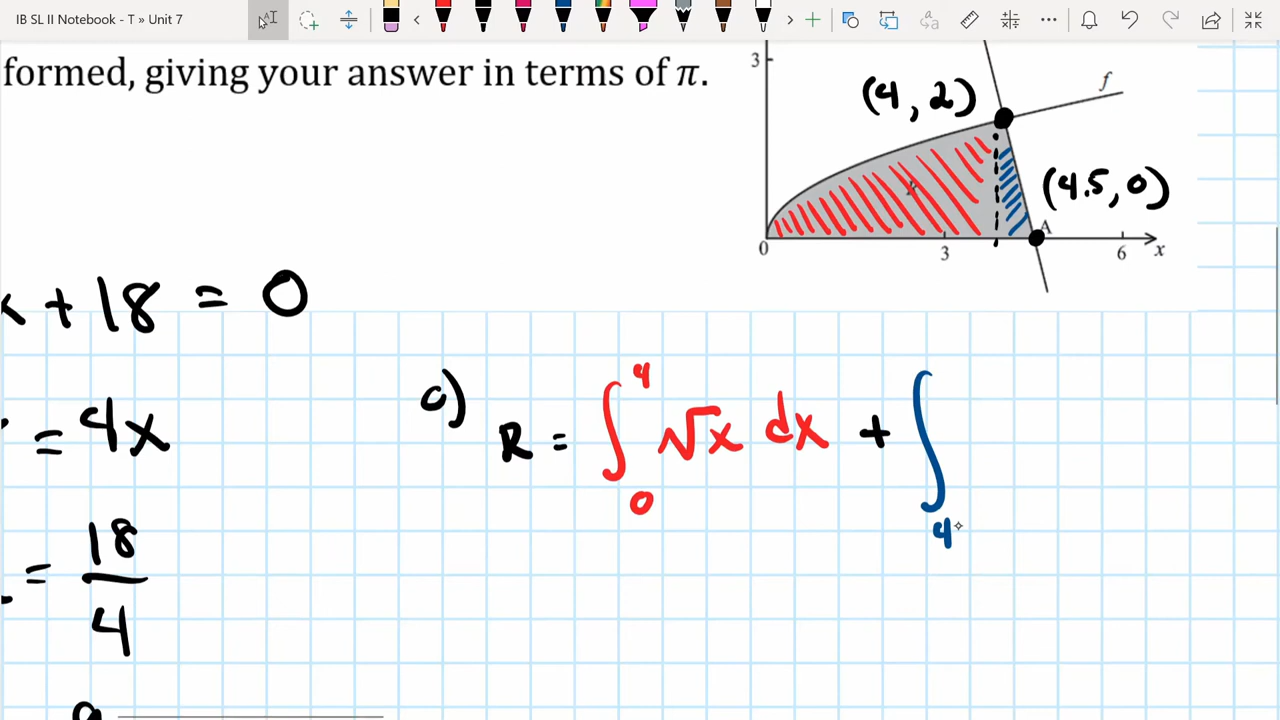 IB SL II Notebook - T » Unit 7
formed, giving your answer in terms of π.
3
(4, 2)
f
R
(4.5, 0)
A
0
3
6
x
x + 18 = 0
= 4x
= 18/4
9
c) R = ∫₀⁴ √x dx + ∫₄